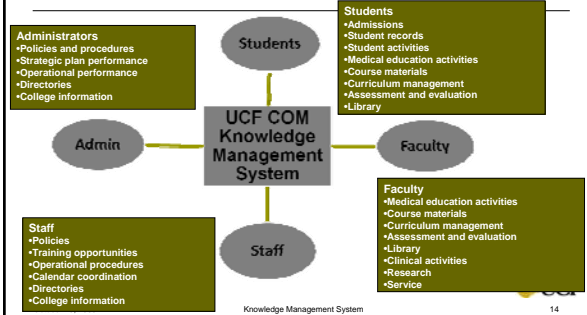 Students
•Admissions
•Student records
•Student activities
•Medical education activities
•Course materials
•Curriculum management
•Assessment and evaluation
•Library
Administrators
•Policies and procedures
•Strategic plan performance
•Operational performance
•Directories
•College information
Students
Admin
UCF COM
Knowledge
Management
System
Faculty
Staff
Faculty
•Medical education activities
•Course materials
•Curriculum management
•Assessment and evaluation
•Library
•Clinical activities
•Research
•Service
Staff
•Policies
•Training opportunities
•Operational procedures
•Calendar coordination
•Directories
•College information
Knowledge Management System
14